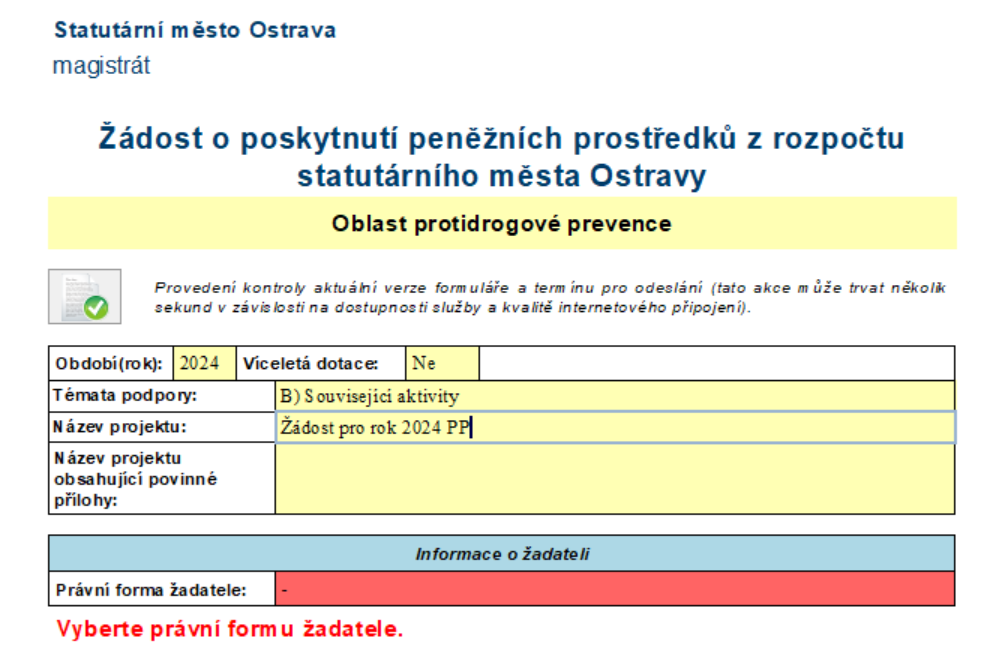 Statutární město Ostrava
magistrát
Žádost o poskytnutí peněžních prostředků z rozpočtu
statutárního města Ostravy
Oblast protidrogové prevence
Provedení kontroly aktuální verze formuláře a termínu pro odeslání (tato akce může trvat několik
sekund v závislosti na dostupnosti služby a kvalitě internetového připojení).
Období(rok): 2024 Víceletá dotace: Ne
Témata podpory: B) Související aktivity
Název projektu: Žádost pro rok 2024 PP
Název projektu
obsahující povinné
přílohy:
Informace o žadateli
Právní forma žadatele: -
Vyberte právní formu žadatele.